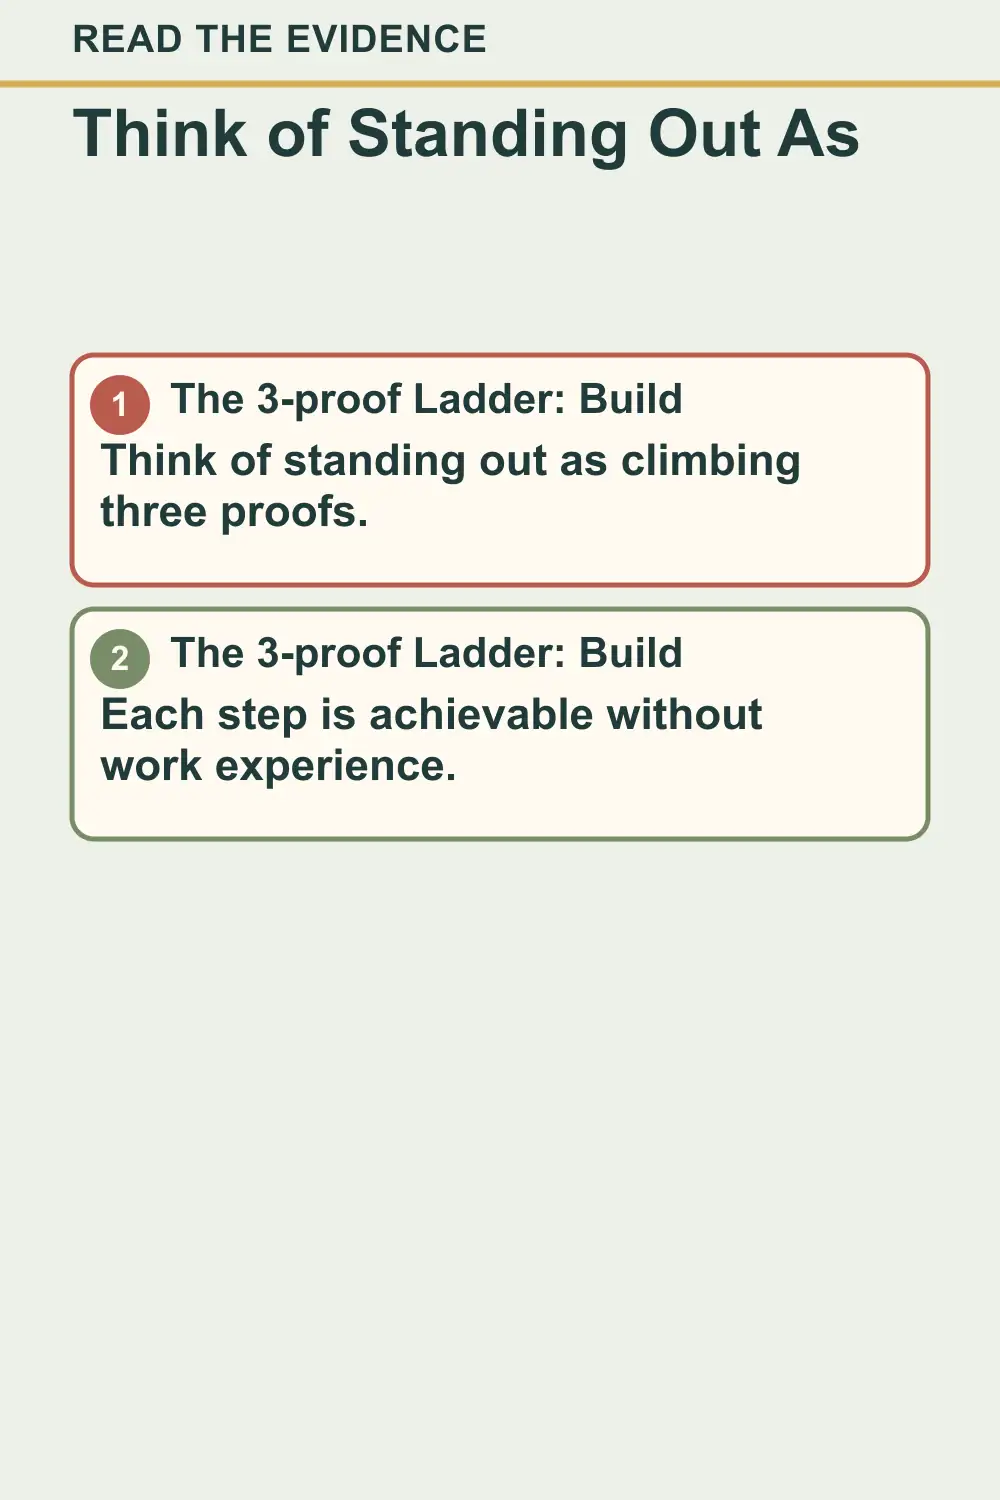 READ THE EVIDENCE
Think of Standing Out As
1 The 3-proof Ladder: Build
Think of standing out as climbing
three proofs.
2 The 3-proof Ladder: Build
Each step is achievable without
work experience.